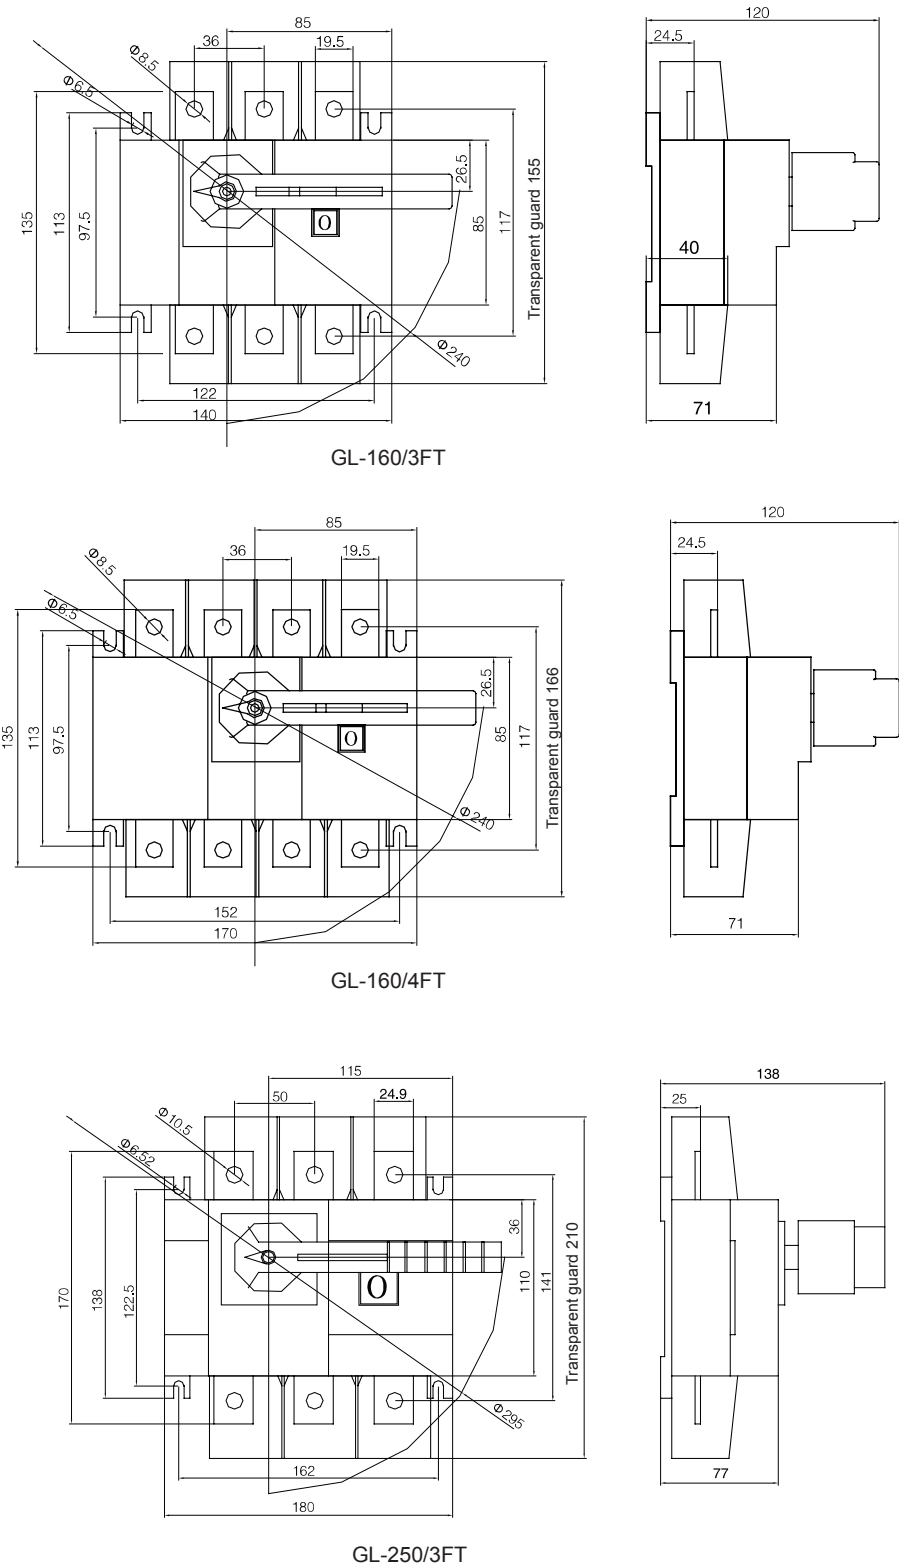 85
120
36
19.5
24.5
Φ8.5
Φ6.5
26.5
135
113
97.5
85
117
Transparent guard 155
O
40
Φ240
122
140
71
GL-160/3FT
85
120
36
19.5
24.5
Φ8.5
Φ6.5
26.5
135
113
97.5
85
117
Transparent guard 166
O
Φ240
152
170
71
GL-160/4FT
115
138
50
24.9
25
Φ10.5
Φ6.52
36
170
138
122.5
110
141
Transparent guard 210
O
Φ295
162
180
77
GL-250/3FT